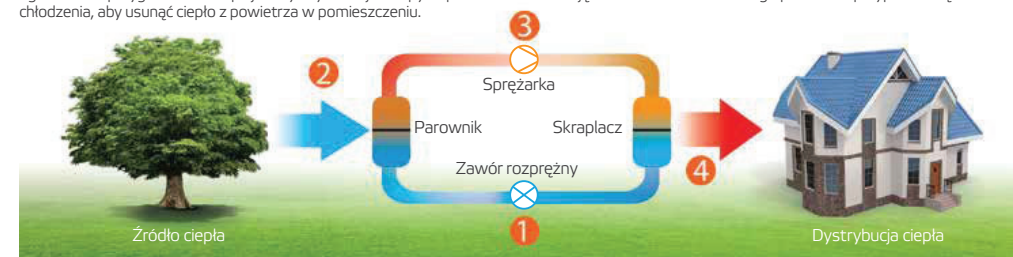 chłodzenia, aby usunąć ciepło z powietrza w pomieszczeniu.
3
2
Sprężarka
Parownik
Skraplacz
Zawór rozprężny
4
1
Źródło ciepła
Dystrybucja ciepła